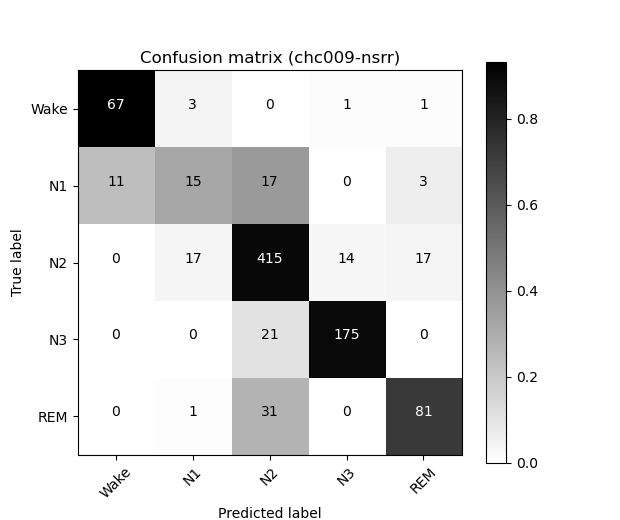 Confusion matrix (chc009-nsrr)
True label
Wake 67 3 0 1 1
N1 11 15 17 0 3
N2 0 17 415 14 17
N3 0 0 21 175 0
REM 0 1 31 0 81
Wake N1 N2 N3 REM
Predicted label
0.8
0.6
0.4
0.2
0.0